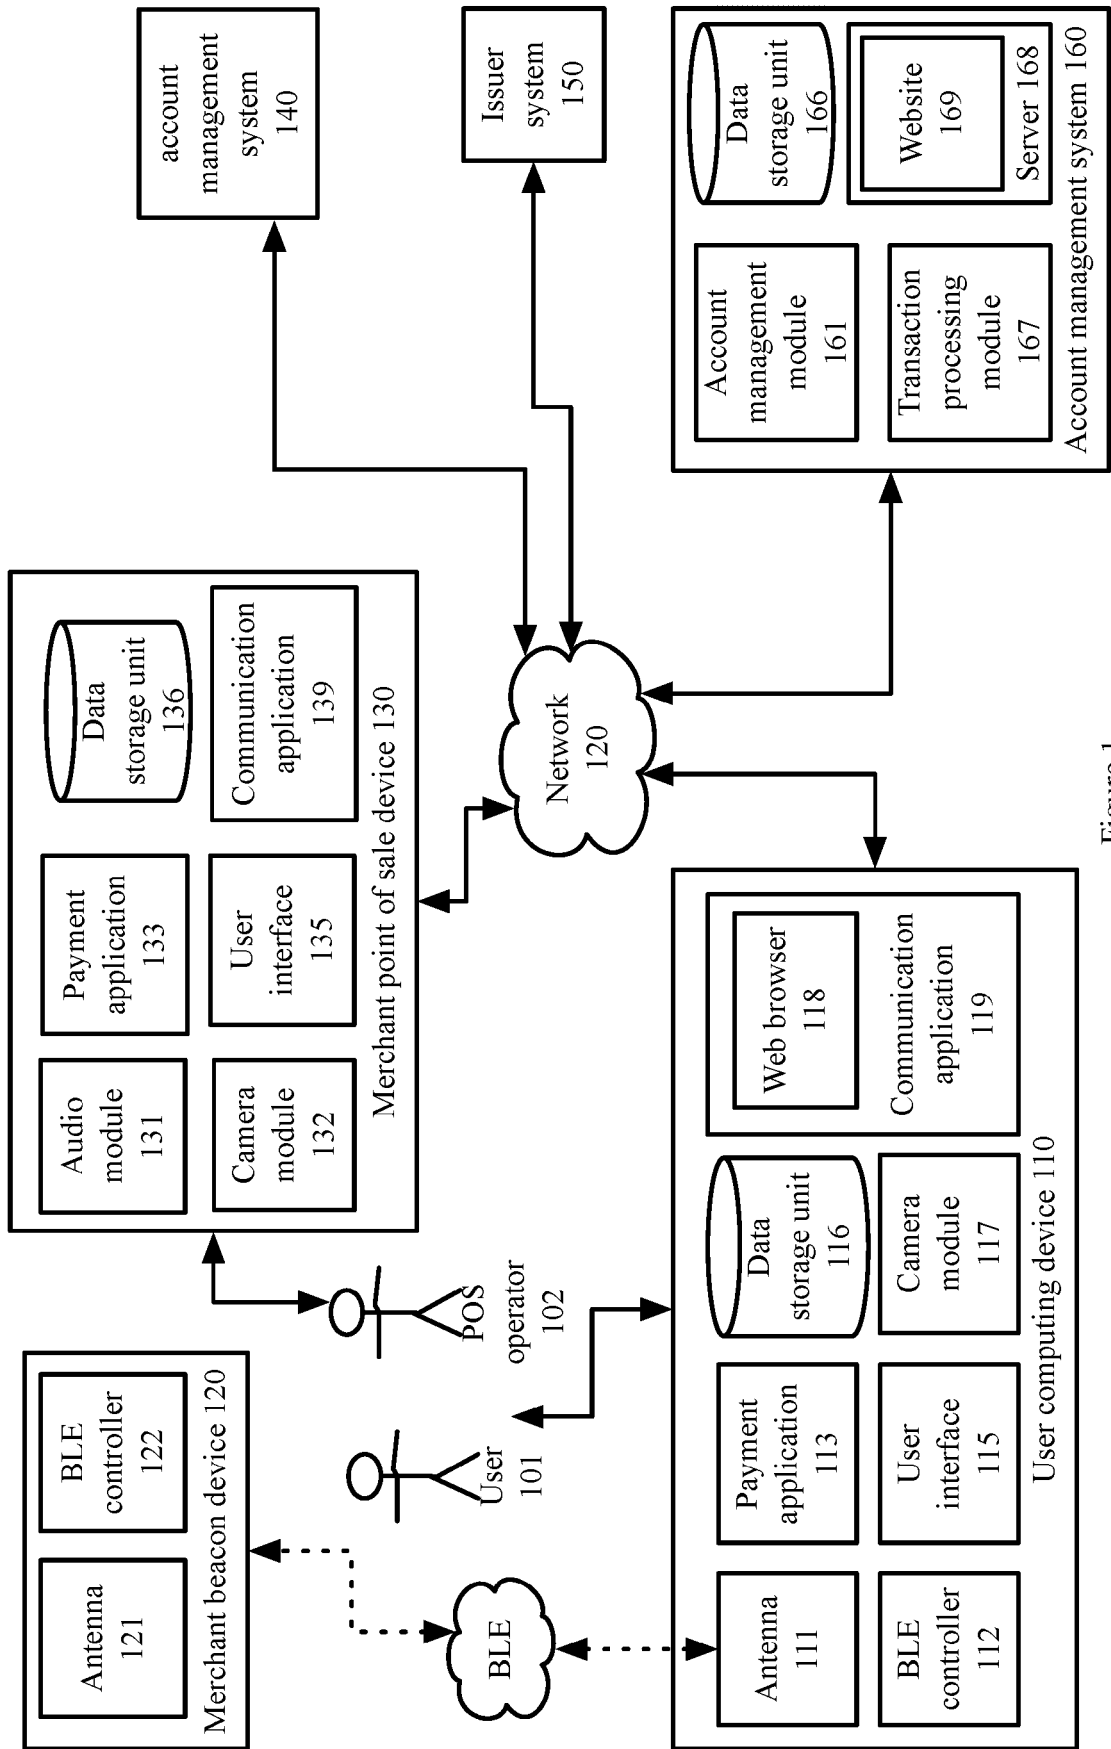 Antenna
121
BLE
controller
122
Merchant beacon device 120
Audio
module
131
Payment
application
133
Data
storage unit
136
Camera
module
132
User
interface
135
Communication
application
139
Merchant point of sale device 130
account
management
system
140
POS
operator
102
User
101
BLE
Network
120
Issuer
system
150
Antenna
111
Payment
application
113
Data
storage unit
116
Web browser
118
BLE
controller
112
User
interface
115
Camera
module
117
Communication
application
119
User computing device 110
Account
management
module
161
Data
storage unit
166
Transaction
processing
module
167
Website
169
Server 168
Account management system 160
Figure 1